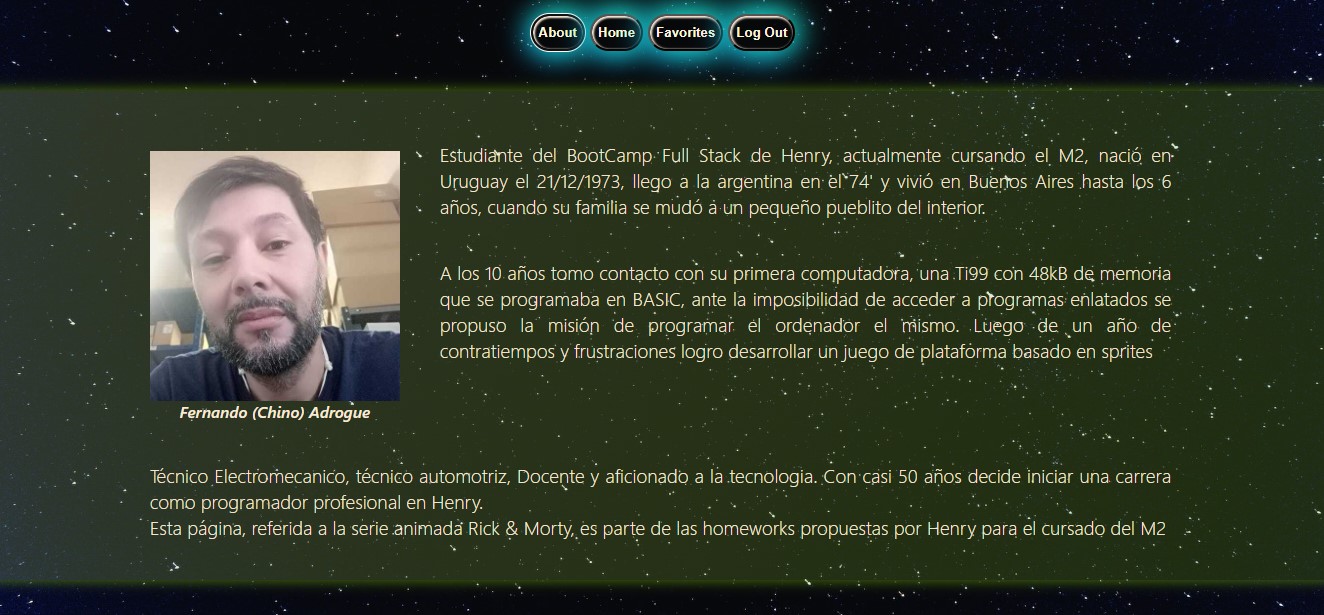 About Home Favorites Log Out
Estudiante del BootCamp Full Stack de Henry, actualmente cursando el M2, nació en
Uruguay el 21/12/1973, llego a la argentina en el 74' y vivió en Buenos Aires hasta los 6
años, cuando su familia se mudó a un pequeño pueblito del interior.
A los 10 años tomo contacto con su primera computadora, una Ti99 con 48kB de memoria
que se programaba en BASIC, ante la imposibilidad de acceder a programas enlatados se
propuso la misión de programar el ordenador el mismo. Luego de un año de
contratiempos y frustraciones logro desarrollar un juego de plataforma basado en sprites
Fernando (Chino) Adrogue
Técnico Electromecanico, técnico automotriz, Docente y aficionado a la tecnologia. Con casi 50 años decide iniciar una carrera
como programador profesional en Henry.
Esta página, referida a la serie animada Rick & Morty, es parte de las homeworks propuestas por Henry para el cursado del M2